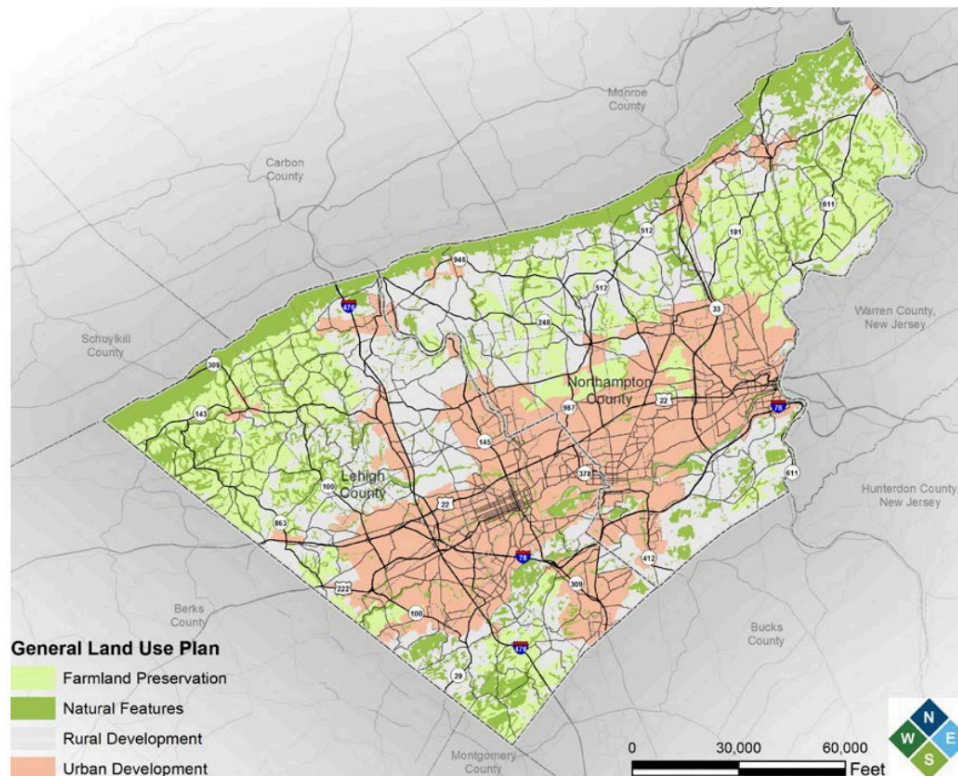 Monroe
County
Carbon
County
611
512
191
946
512
476
33
248
Warren County,
New Jersey
Schuylkill
County
309
Northampton
County
22
987
78
143
145
Lehigh
County
378
611
100
Hunterdon County,
New Jersey
22
863
78
412
222
309
Berks
County
100
Bucks
County
476
29
General Land Use Plan
Farmland Preservation
Natural Features
Rural Development
Urban Development
Montgomery
County
0 30,000 60,000
Feet
N
W E
S